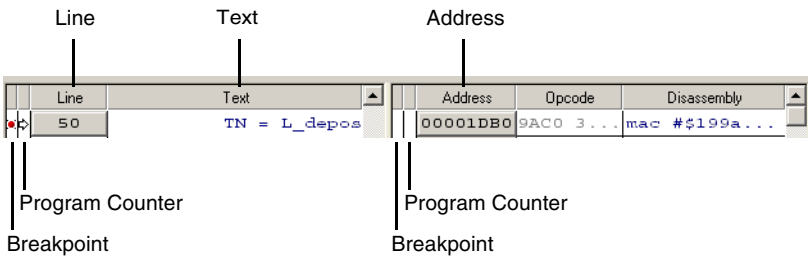 Line Text Address
Line Text Address Opcode Disassembly
50 TN = L_depos 00001DB0 9AC0 3... mac #$199a...
Program Counter Program Counter
Breakpoint Breakpoint